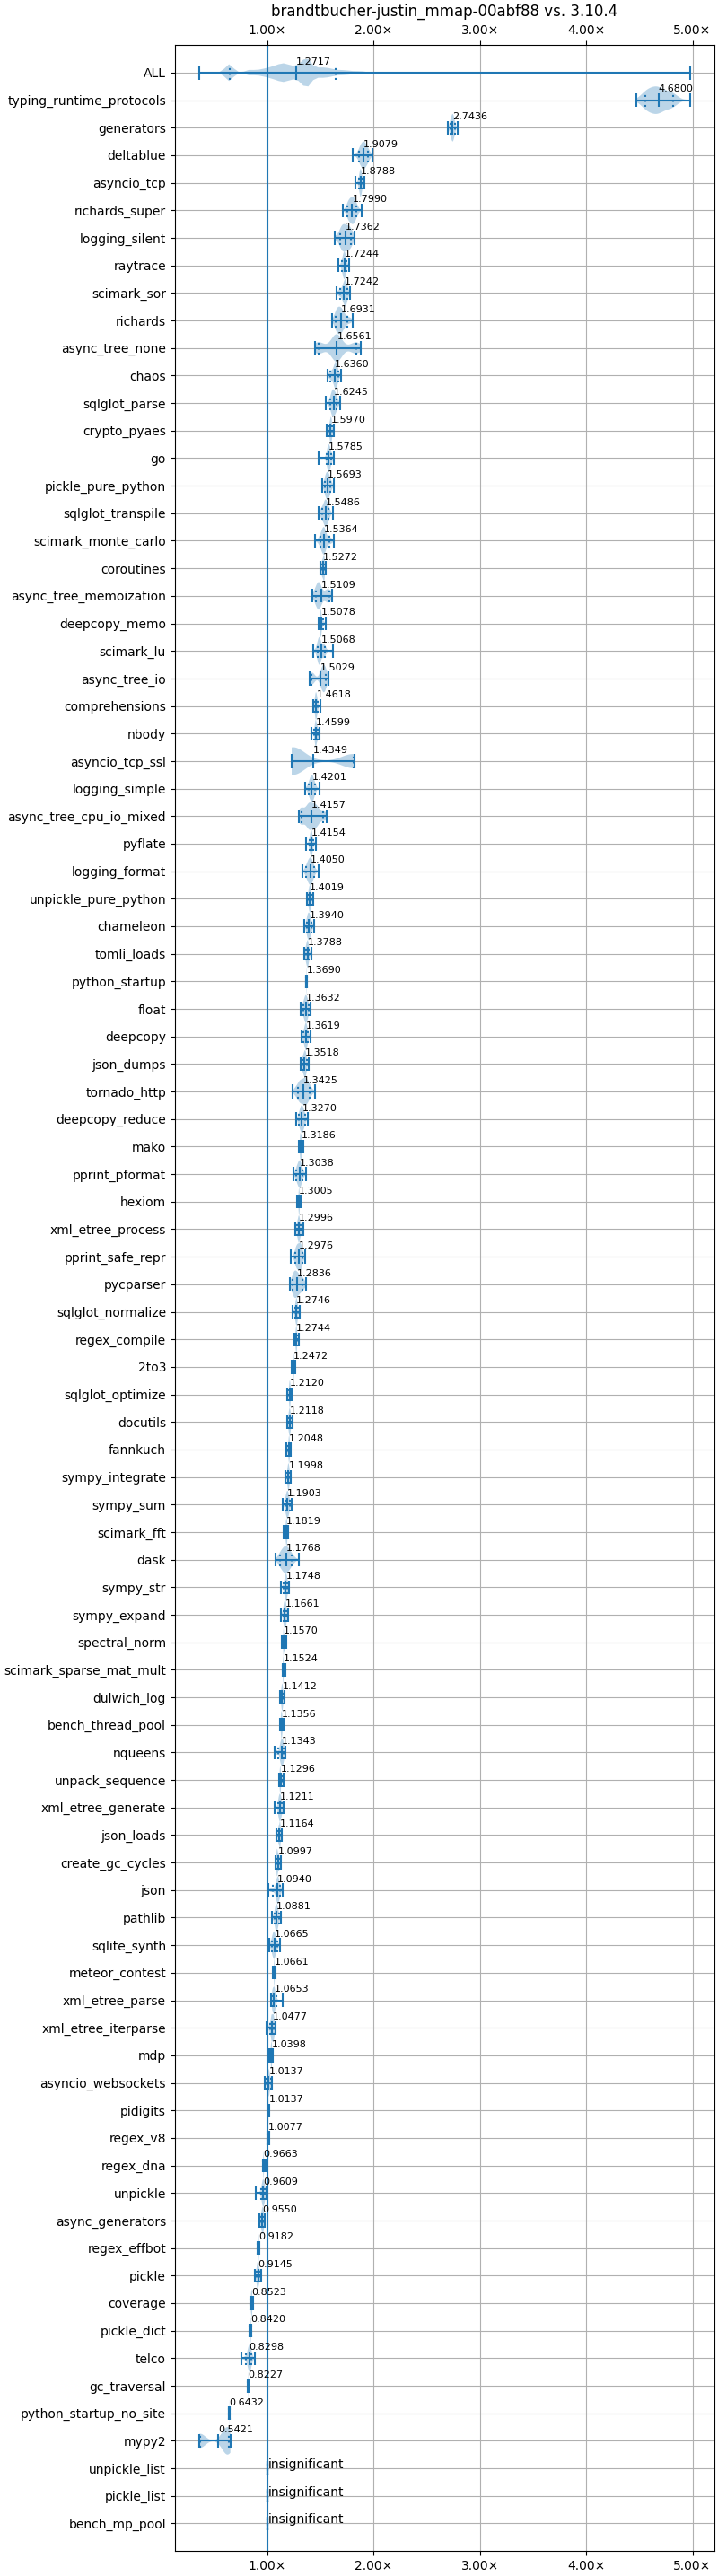 brandtbucher-justin_mmap-00abf88 vs. 3.10.4
1.00× 2.00× 3.00× 4.00× 5.00×
ALL 1.2717
typing_runtime_protocols 4.6800
generators 2.7436
deltablue 1.9079
asyncio_tcp 1.8788
richards_super 1.7990
logging_silent 1.7362
raytrace 1.7244
scimark_sor 1.7242
richards 1.6931
async_tree_none 1.6561
chaos 1.6360
sqlglot_parse 1.6245
crypto_pyaes 1.5970
go 1.5785
pickle_pure_python 1.5693
sqlglot_transpile 1.5486
scimark_monte_carlo 1.5364
coroutines 1.5272
async_tree_memoization 1.5109
deepcopy_memo 1.5078
scimark_lu 1.5068
async_tree_io 1.5029
comprehensions 1.4618
nbody 1.4599
asyncio_tcp_ssl 1.4349
logging_simple 1.4201
async_tree_cpu_io_mixed 1.4157
pyflate 1.4154
logging_format 1.4050
unpickle_pure_python 1.4019
chameleon 1.3940
tomli_loads 1.3788
python_startup 1.3690
float 1.3632
deepcopy 1.3619
json_dumps 1.3518
tornado_http 1.3425
deepcopy_reduce 1.3270
mako 1.3186
pprint_pformat 1.3038
hexiom 1.3005
xml_etree_process 1.2996
pprint_safe_repr 1.2976
pycparser 1.2836
sqlglot_normalize 1.2746
regex_compile 1.2744
2to3 1.2472
sqlglot_optimize 1.2120
docutils 1.2118
fannkuch 1.2048
sympy_integrate 1.1998
sympy_sum 1.1903
scimark_fft 1.1819
dask 1.1768
sympy_str 1.1748
sympy_expand 1.1661
spectral_norm 1.1570
scimark_sparse_mat_mult 1.1524
dulwich_log 1.1412
bench_thread_pool 1.1356
nqueens 1.1343
unpack_sequence 1.1296
xml_etree_generate 1.1211
json_loads 1.1164
create_gc_cycles 1.0997
json 1.0940
pathlib 1.0881
sqlite_synth 1.0665
meteor_contest 1.0661
xml_etree_parse 1.0653
xml_etree_iterparse 1.0477
mdp 1.0398
asyncio_websockets 1.0137
pidigits 1.0137
regex_v8 1.0077
regex_dna 0.9663
unpickle 0.9609
async_generators 0.9550
regex_effbot 0.9182
pickle 0.9145
coverage 0.8523
pickle_dict 0.8420
telco 0.8298
gc_traversal 0.8227
python_startup_no_site 0.6432
mypy2 0.5421
unpickle_list insignificant
pickle_list insignificant
bench_mp_pool insignificant
1.00× 2.00× 3.00× 4.00× 5.00×